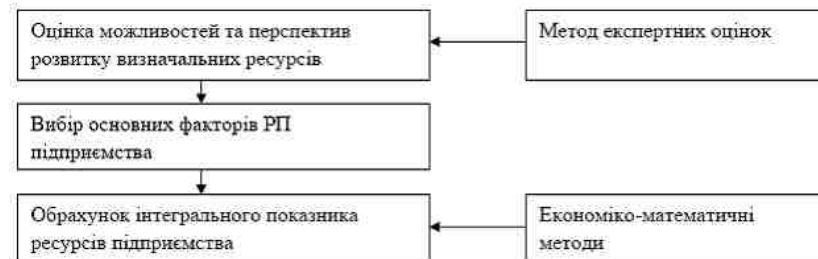 Оцінка можливостей та перспектив
розвитку визначальних ресурсів
Метод експертних оцінок
Вибір основних факторів РП
підприємства
Обрахунок інтегрального показника
ресурсів підприємства
Економіко-математичні
методи